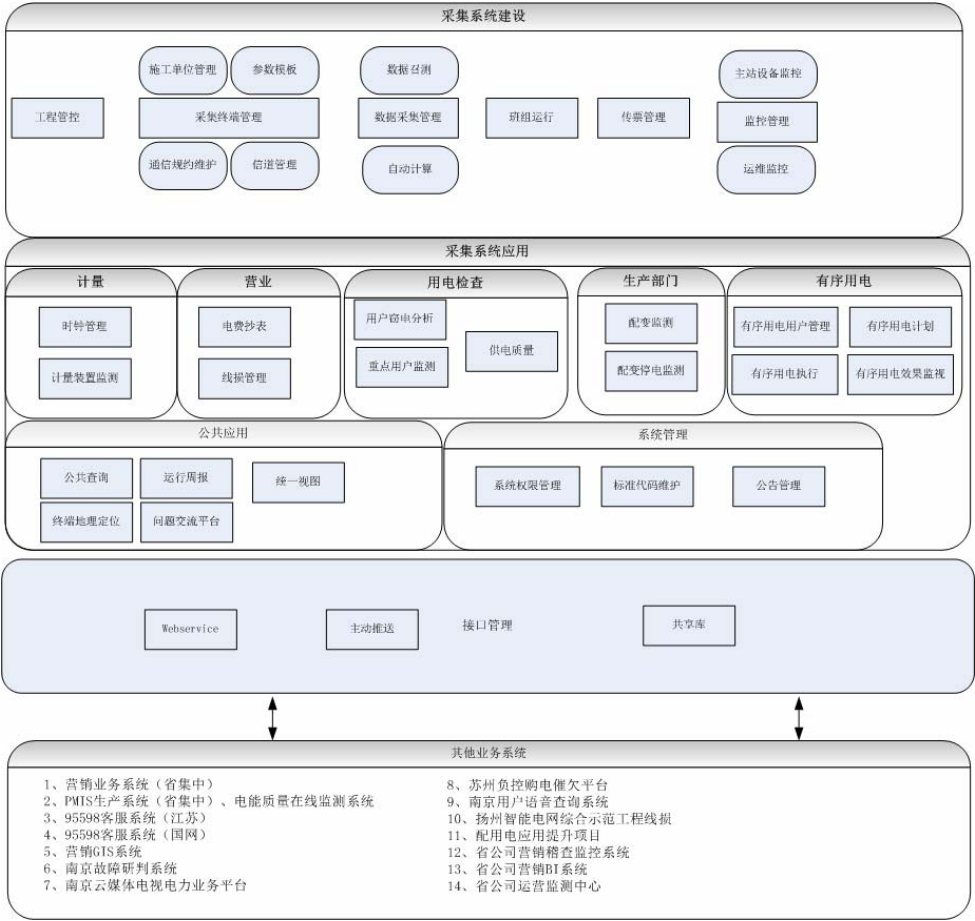 采集系统建设
施工单位管理 参数模板 数据召测 主站设备监控
工程管控 采集终端管理 数据采集管理 班组运行 传票管理 监控管理
通信规约维护 信道管理 自动计算 运维监控
采集系统应用
计量 营业 用电检查 生产部门 有序用电
时钟管理 电费抄表 用户窃电分析 供电质量 配变监测 有序用电用户管理 有序用电计划
计量装置监测 线损管理 重点用户监测 配变停电监测 有序用电执行 有序用电效果监视
公共应用 系统管理
公共查询 运行周报 统一视图 系统权限管理 标准代码维护 公告管理
终端地理定位 问题交流平台
Webservice 主动推送 接口管理 共享库
其他业务系统
1、营销业务系统（省集中）
2、PMIS生产系统（省集中）、电能质量在线监测系统
3、95598客服系统（江苏）
4、95598客服系统（国网）
5、营销GIS系统
6、南京故障研判系统
7、南京云媒体电视电力业务平台
8、苏州负控购电催欠平台
9、南京用户语音查询系统
10、扬州智能电网综合示范工程线损
11、配用电应用提升项目
12、省公司营销稽查监控系统
13、省公司营销BI系统
14、省公司运营监测中心